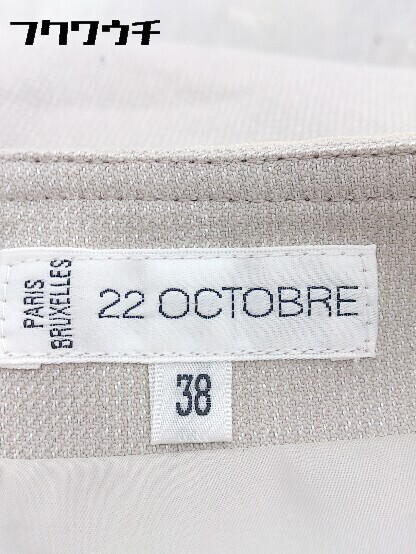 フクワウチ
PARIS
BRUXELLES
22 OCTOBRE
38